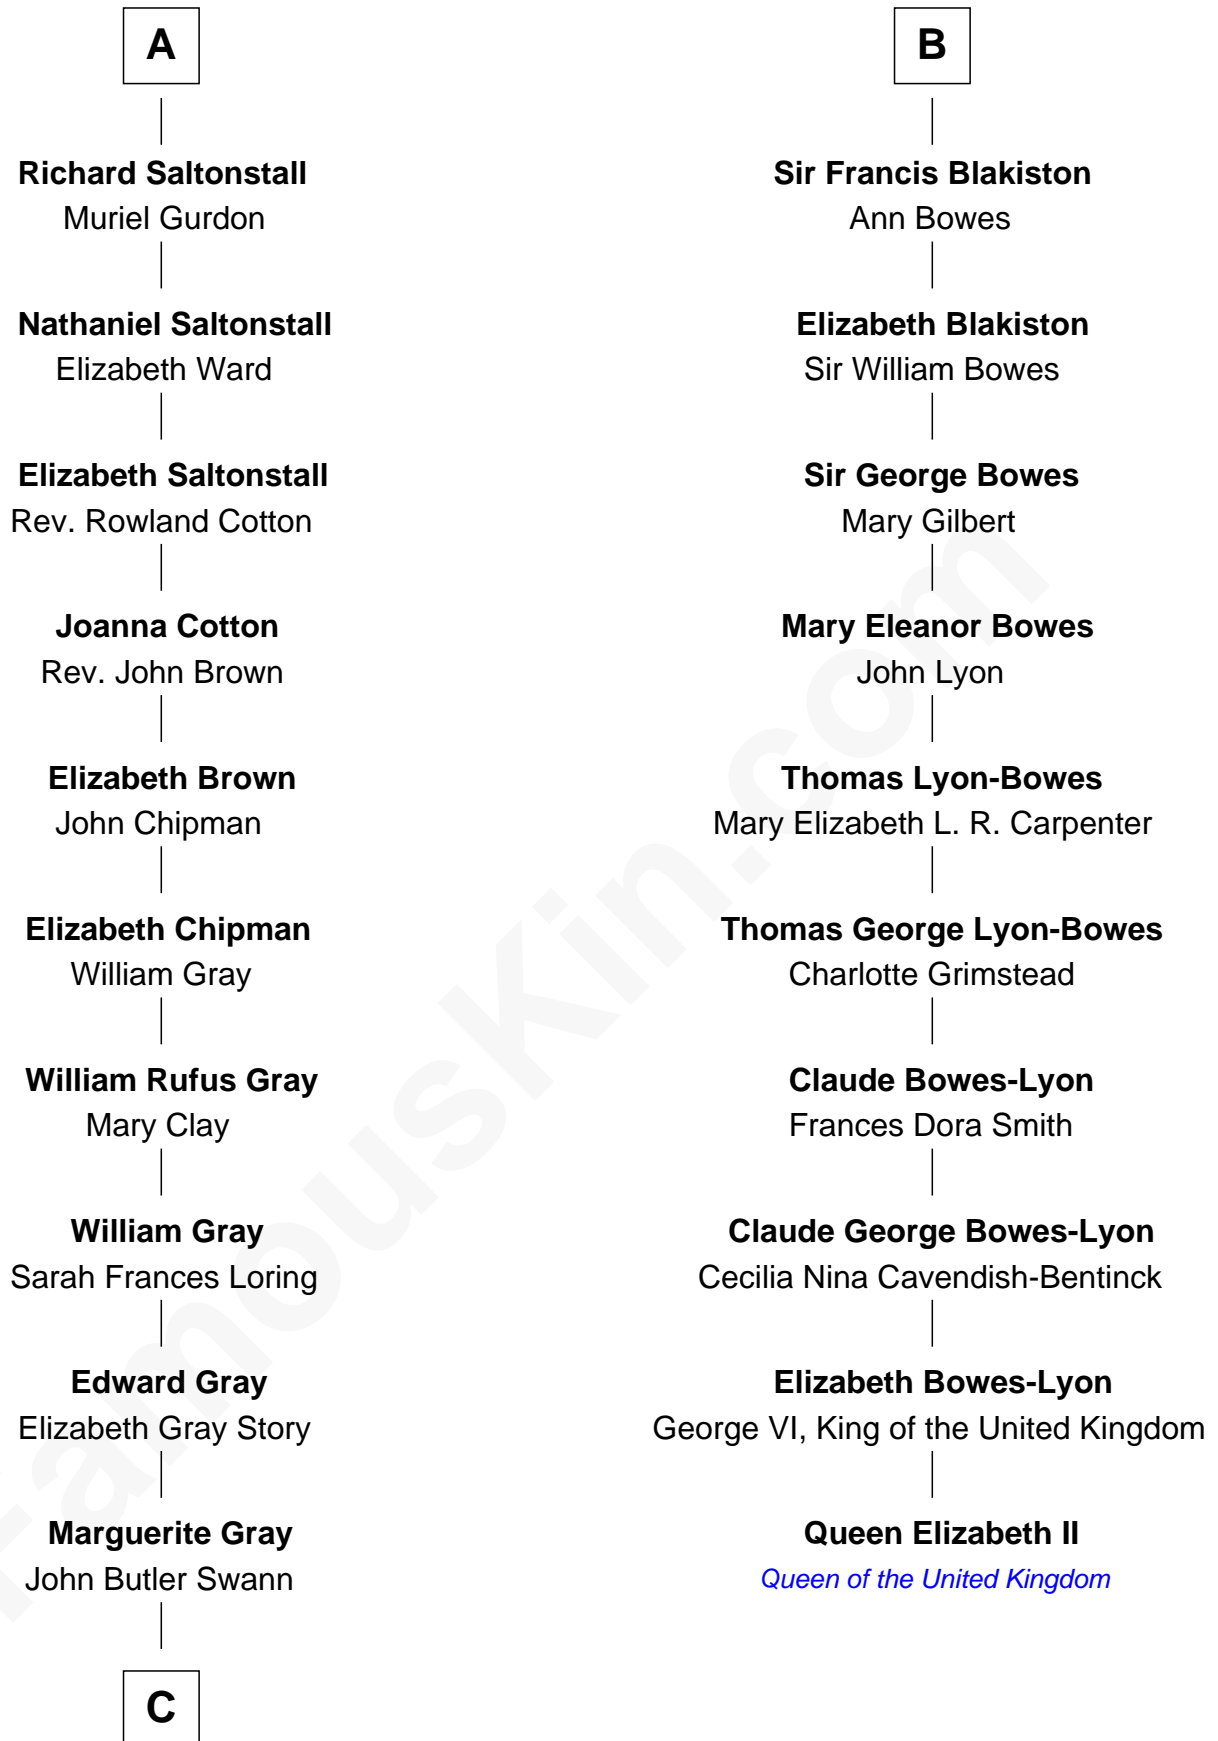 A
Richard Saltonstall
Muriel Gurdon
Nathaniel Saltonstall
Elizabeth Ward
Elizabeth Saltonstall
Rev. Rowland Cotton
Joanna Cotton
Rev. John Brown
Elizabeth Brown
John Chipman
Elizabeth Chipman
William Gray
William Rufus Gray
Mary Clay
William Gray
Sarah Frances Loring
Edward Gray
Elizabeth Gray Story
Marguerite Gray
John Butler Swann
C
B
Sir Francis Blakiston
Ann Bowes
Elizabeth Blakiston
Sir William Bowes
Sir George Bowes
Mary Gilbert
Mary Eleanor Bowes
John Lyon
Thomas Lyon-Bowes
Mary Elizabeth L. R. Carpenter
Thomas George Lyon-Bowes
Charlotte Grimstead
Claude Bowes-Lyon
Frances Dora Smith
Claude George Bowes-Lyon
Cecilia Nina Cavendish-Bentinck
Elizabeth Bowes-Lyon
George VI, King of the United Kingdom
Queen Elizabeth II
Queen of the United Kingdom
FamousKin.com